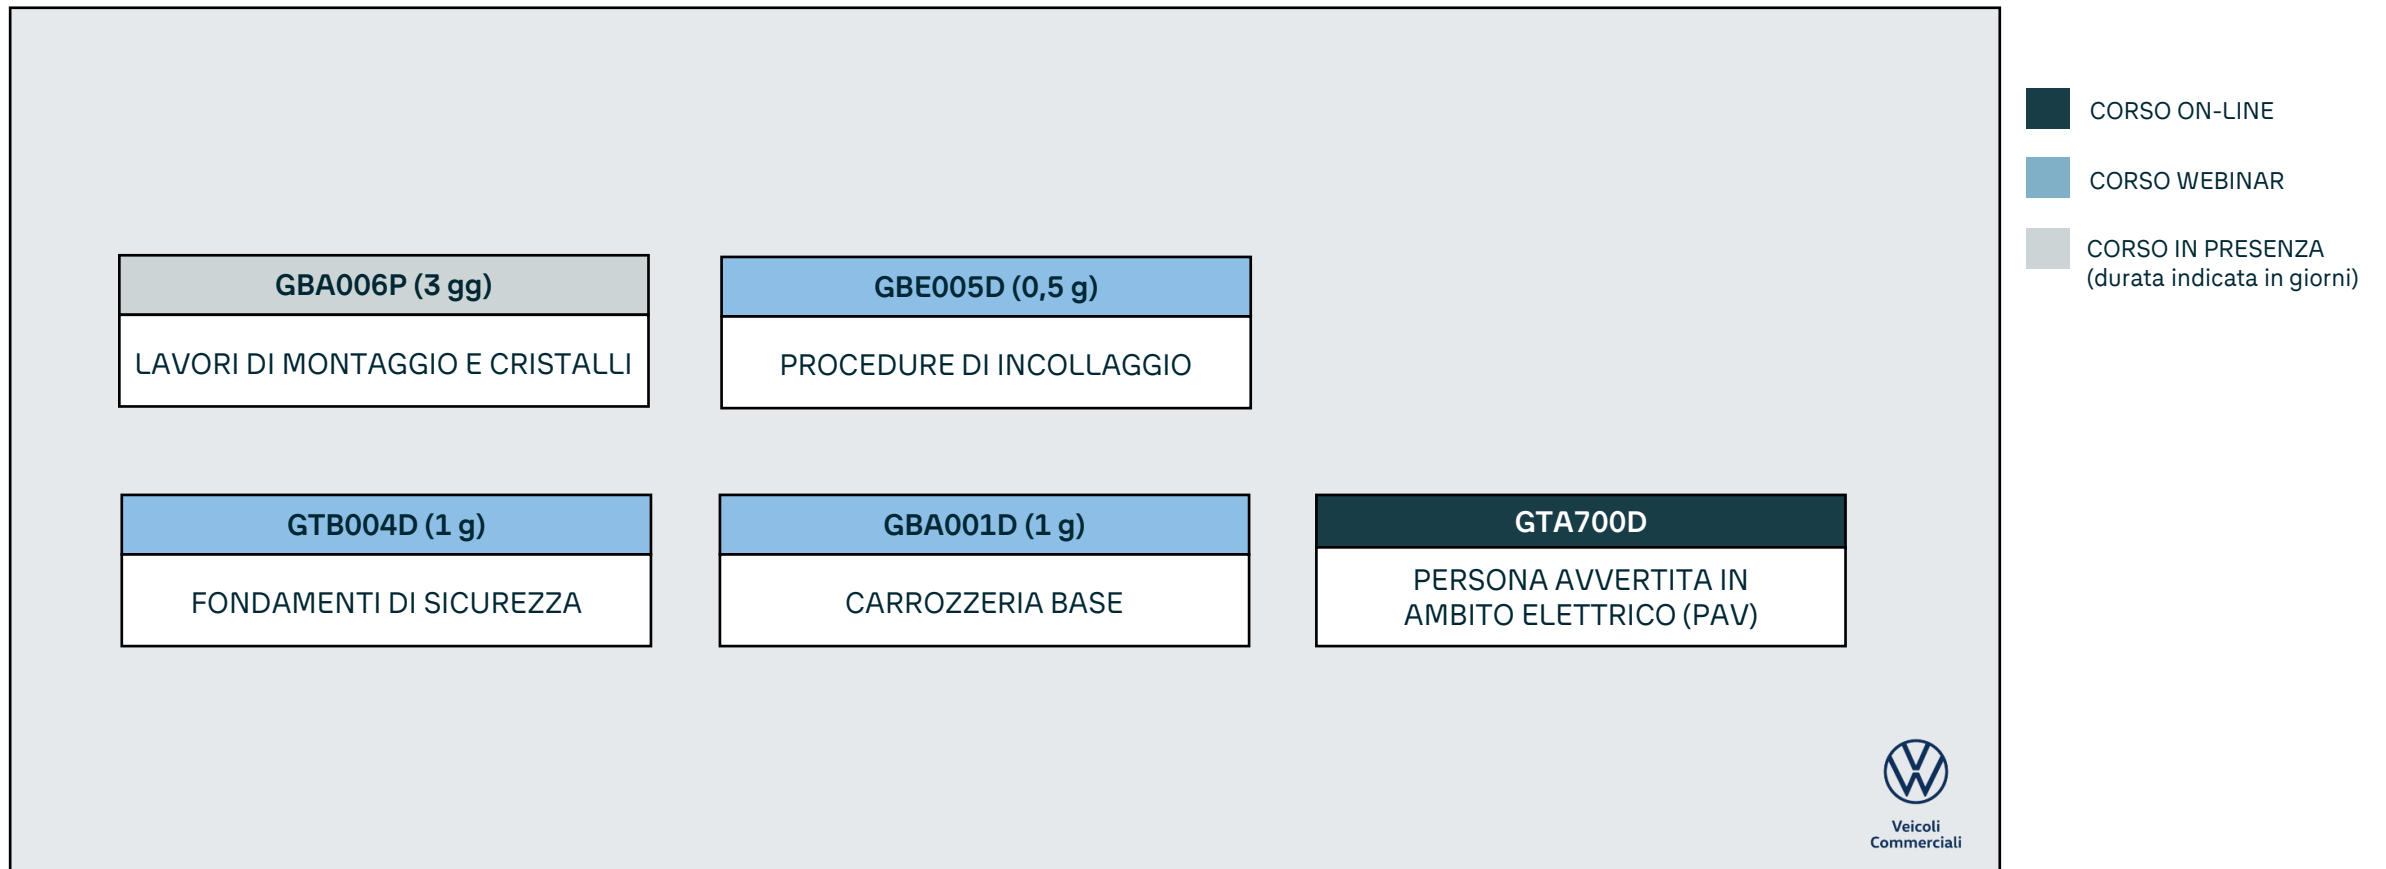 CORSO ON-LINE
CORSO WEBINAR
CORSO IN PRESENZA
(durata indicata in giorni)
GBA006P (3 gg)
LAVORI DI MONTAGGIO E CRISTALLI
GBE005D (0,5 g)
PROCEDURE DI INCOLLAGGIO
GTB004D (1 g)
FONDAMENTI DI SICUREZZA
GBA001D (1 g)
CARROZZERIA BASE
GTA700D
PERSONA AVVERTITA IN
AMBITO ELETTRICO (PAV)
Veicoli
Commerciali